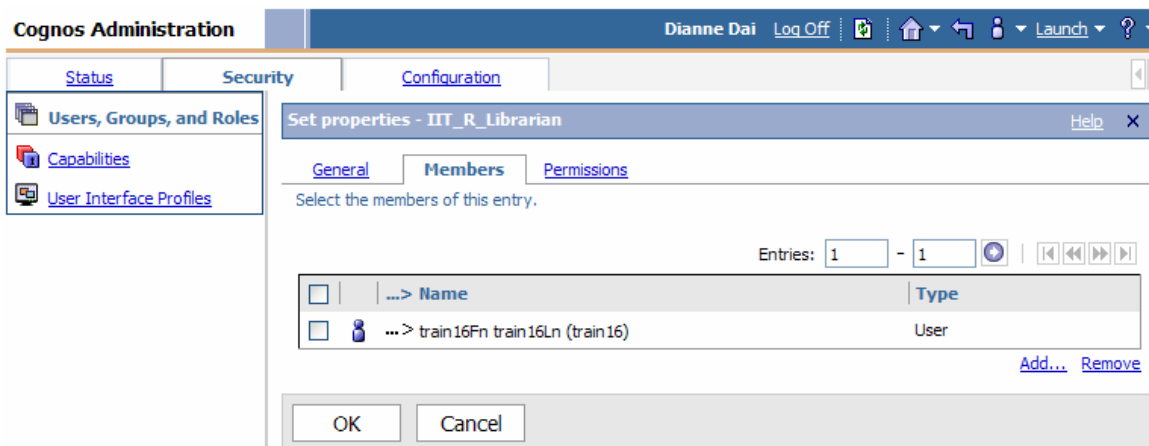 Cognos Administration
Dianne Dai Log Off Launch ?
Status Security Configuration
Users, Groups, and Roles
Capabilities
User Interface Profiles
Set properties - IIT_R_Librarian Help X
General Members Permissions
Select the members of this entry.
Entries: 1 - 1
...> Name Type
...> train16Fn train16Ln (train16) User
Add... Remove
OK Cancel